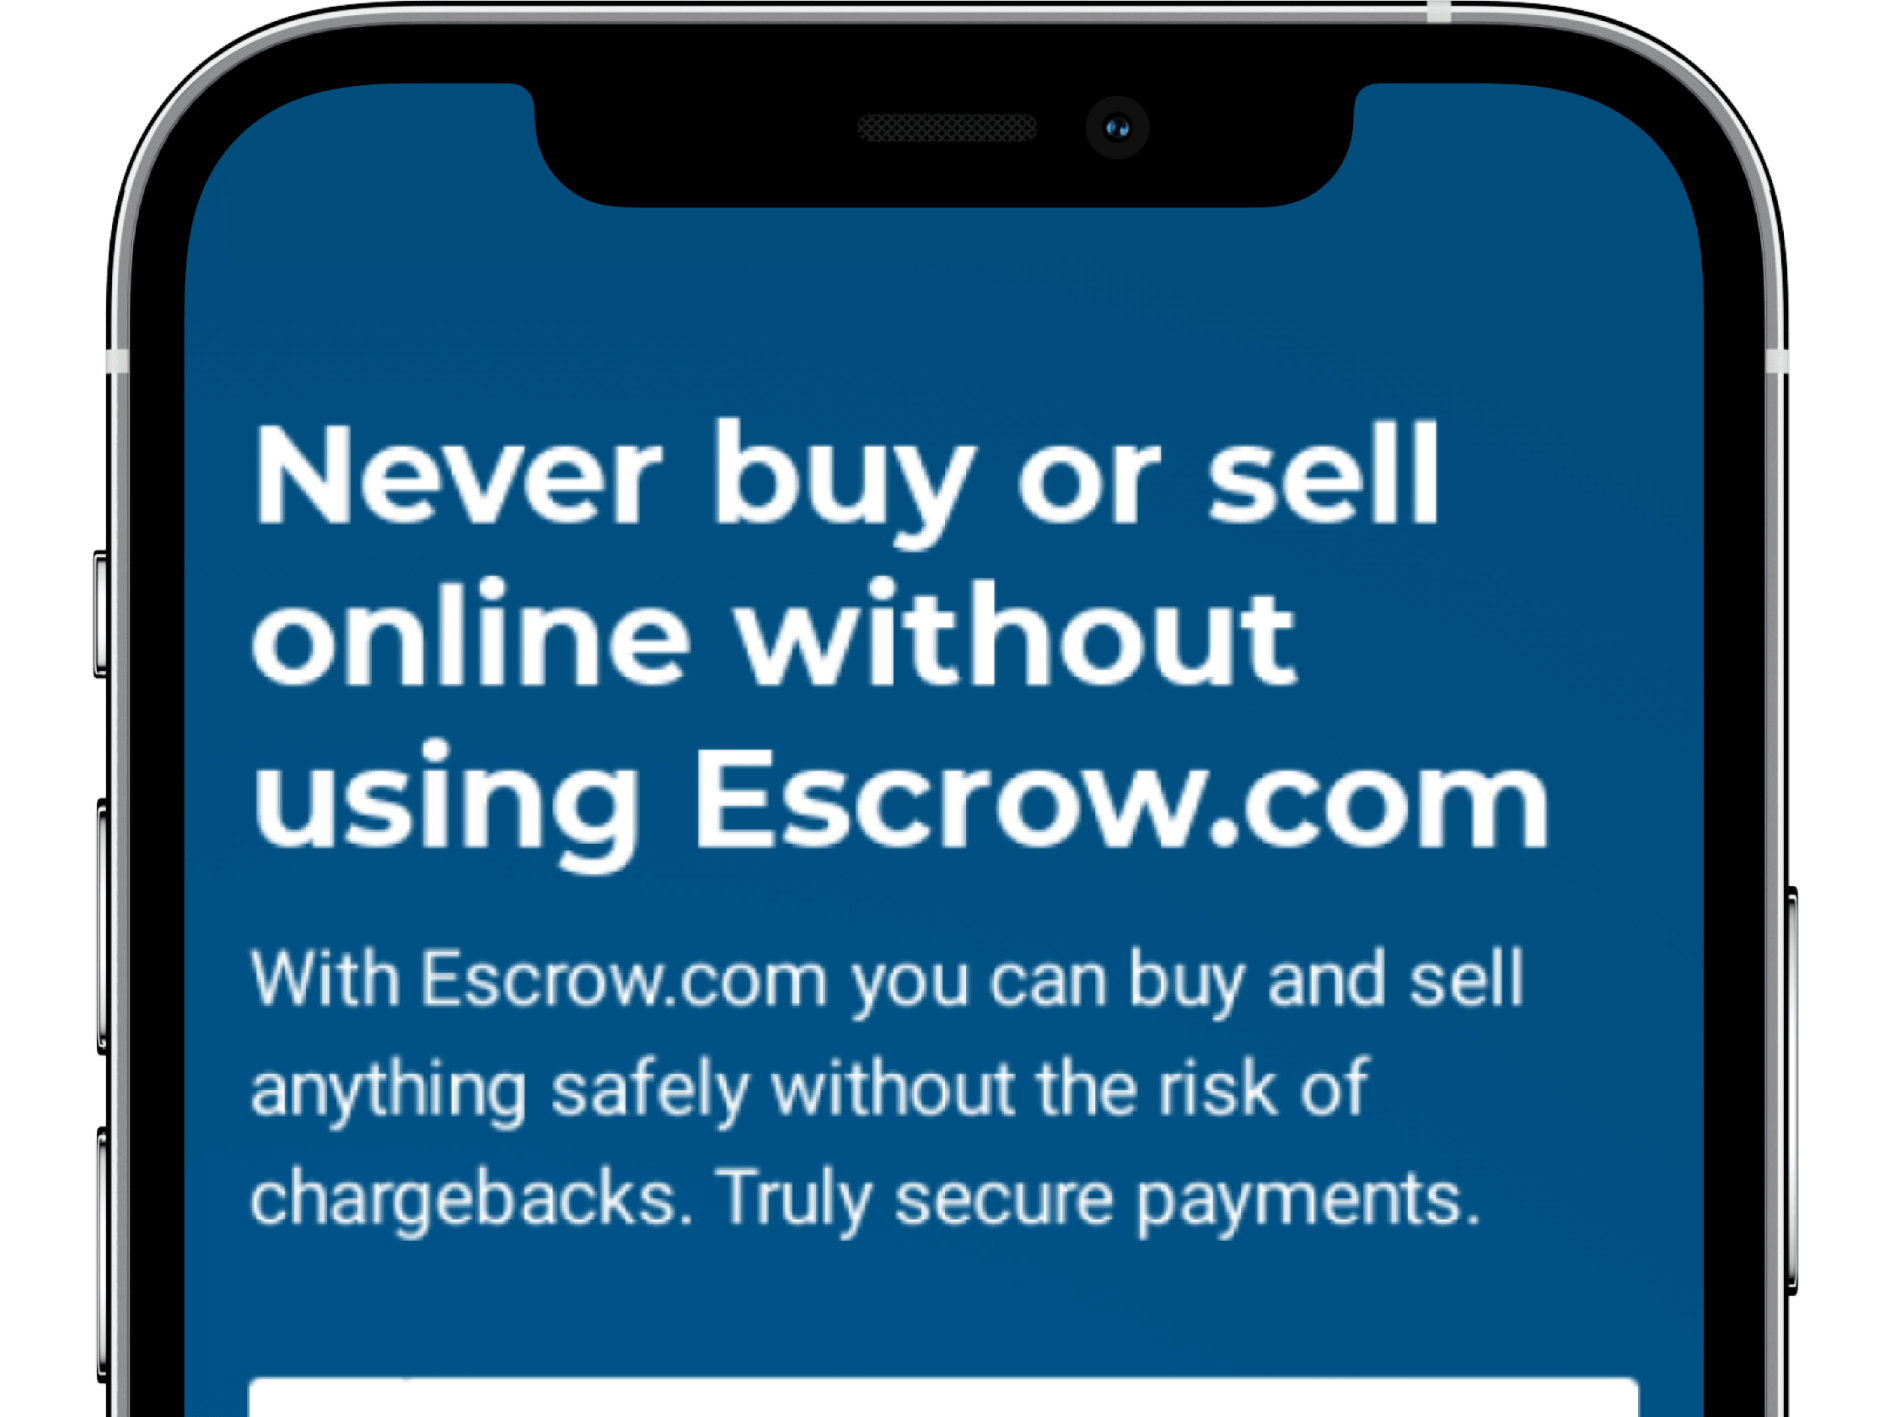 Never buy or sell
online without
using Escrow.com
With Escrow.com you can buy and sell
anything safely without the risk of
chargebacks. Truly secure payments.